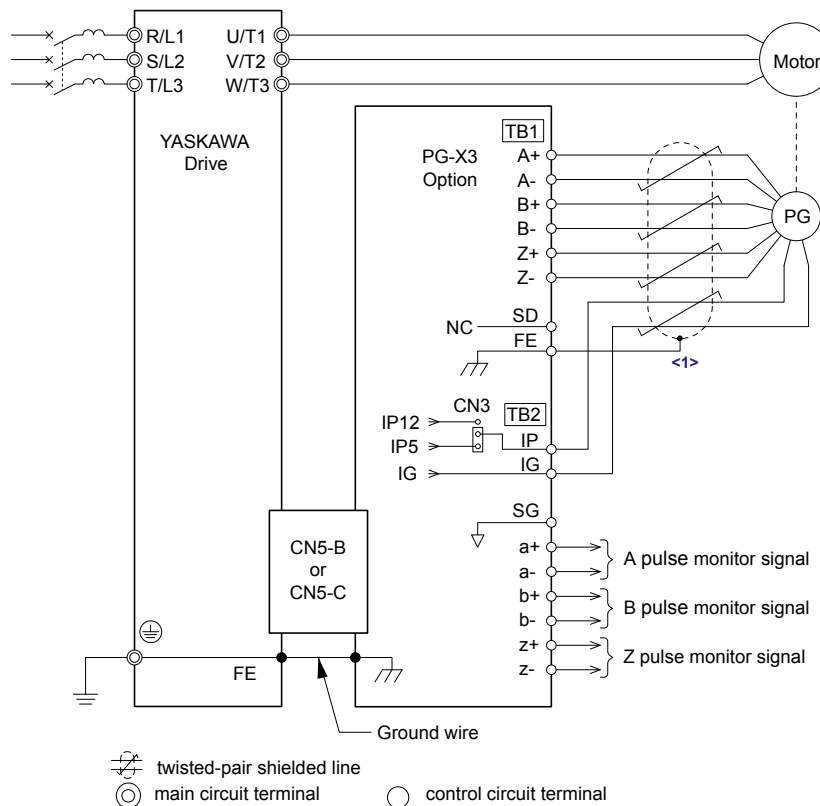 R/L1 U/T1
S/L2 V/T2
T/L3 W/T3
Motor
YASKAWA
Drive
TB1
PG-X3
Option
A+
A-
B+
B-
Z+
Z-
PG
SD
NC
FE
<1>
CN3
TB2
IP12
IP5
IP
IG
IG
SG
CN5-B
or
CN5-C
a+
a-
A pulse monitor signal
b+
b-
B pulse monitor signal
z+
z-
Z pulse monitor signal
FE
Ground wire
twisted-pair shielded line
main circuit terminal
control circuit terminal